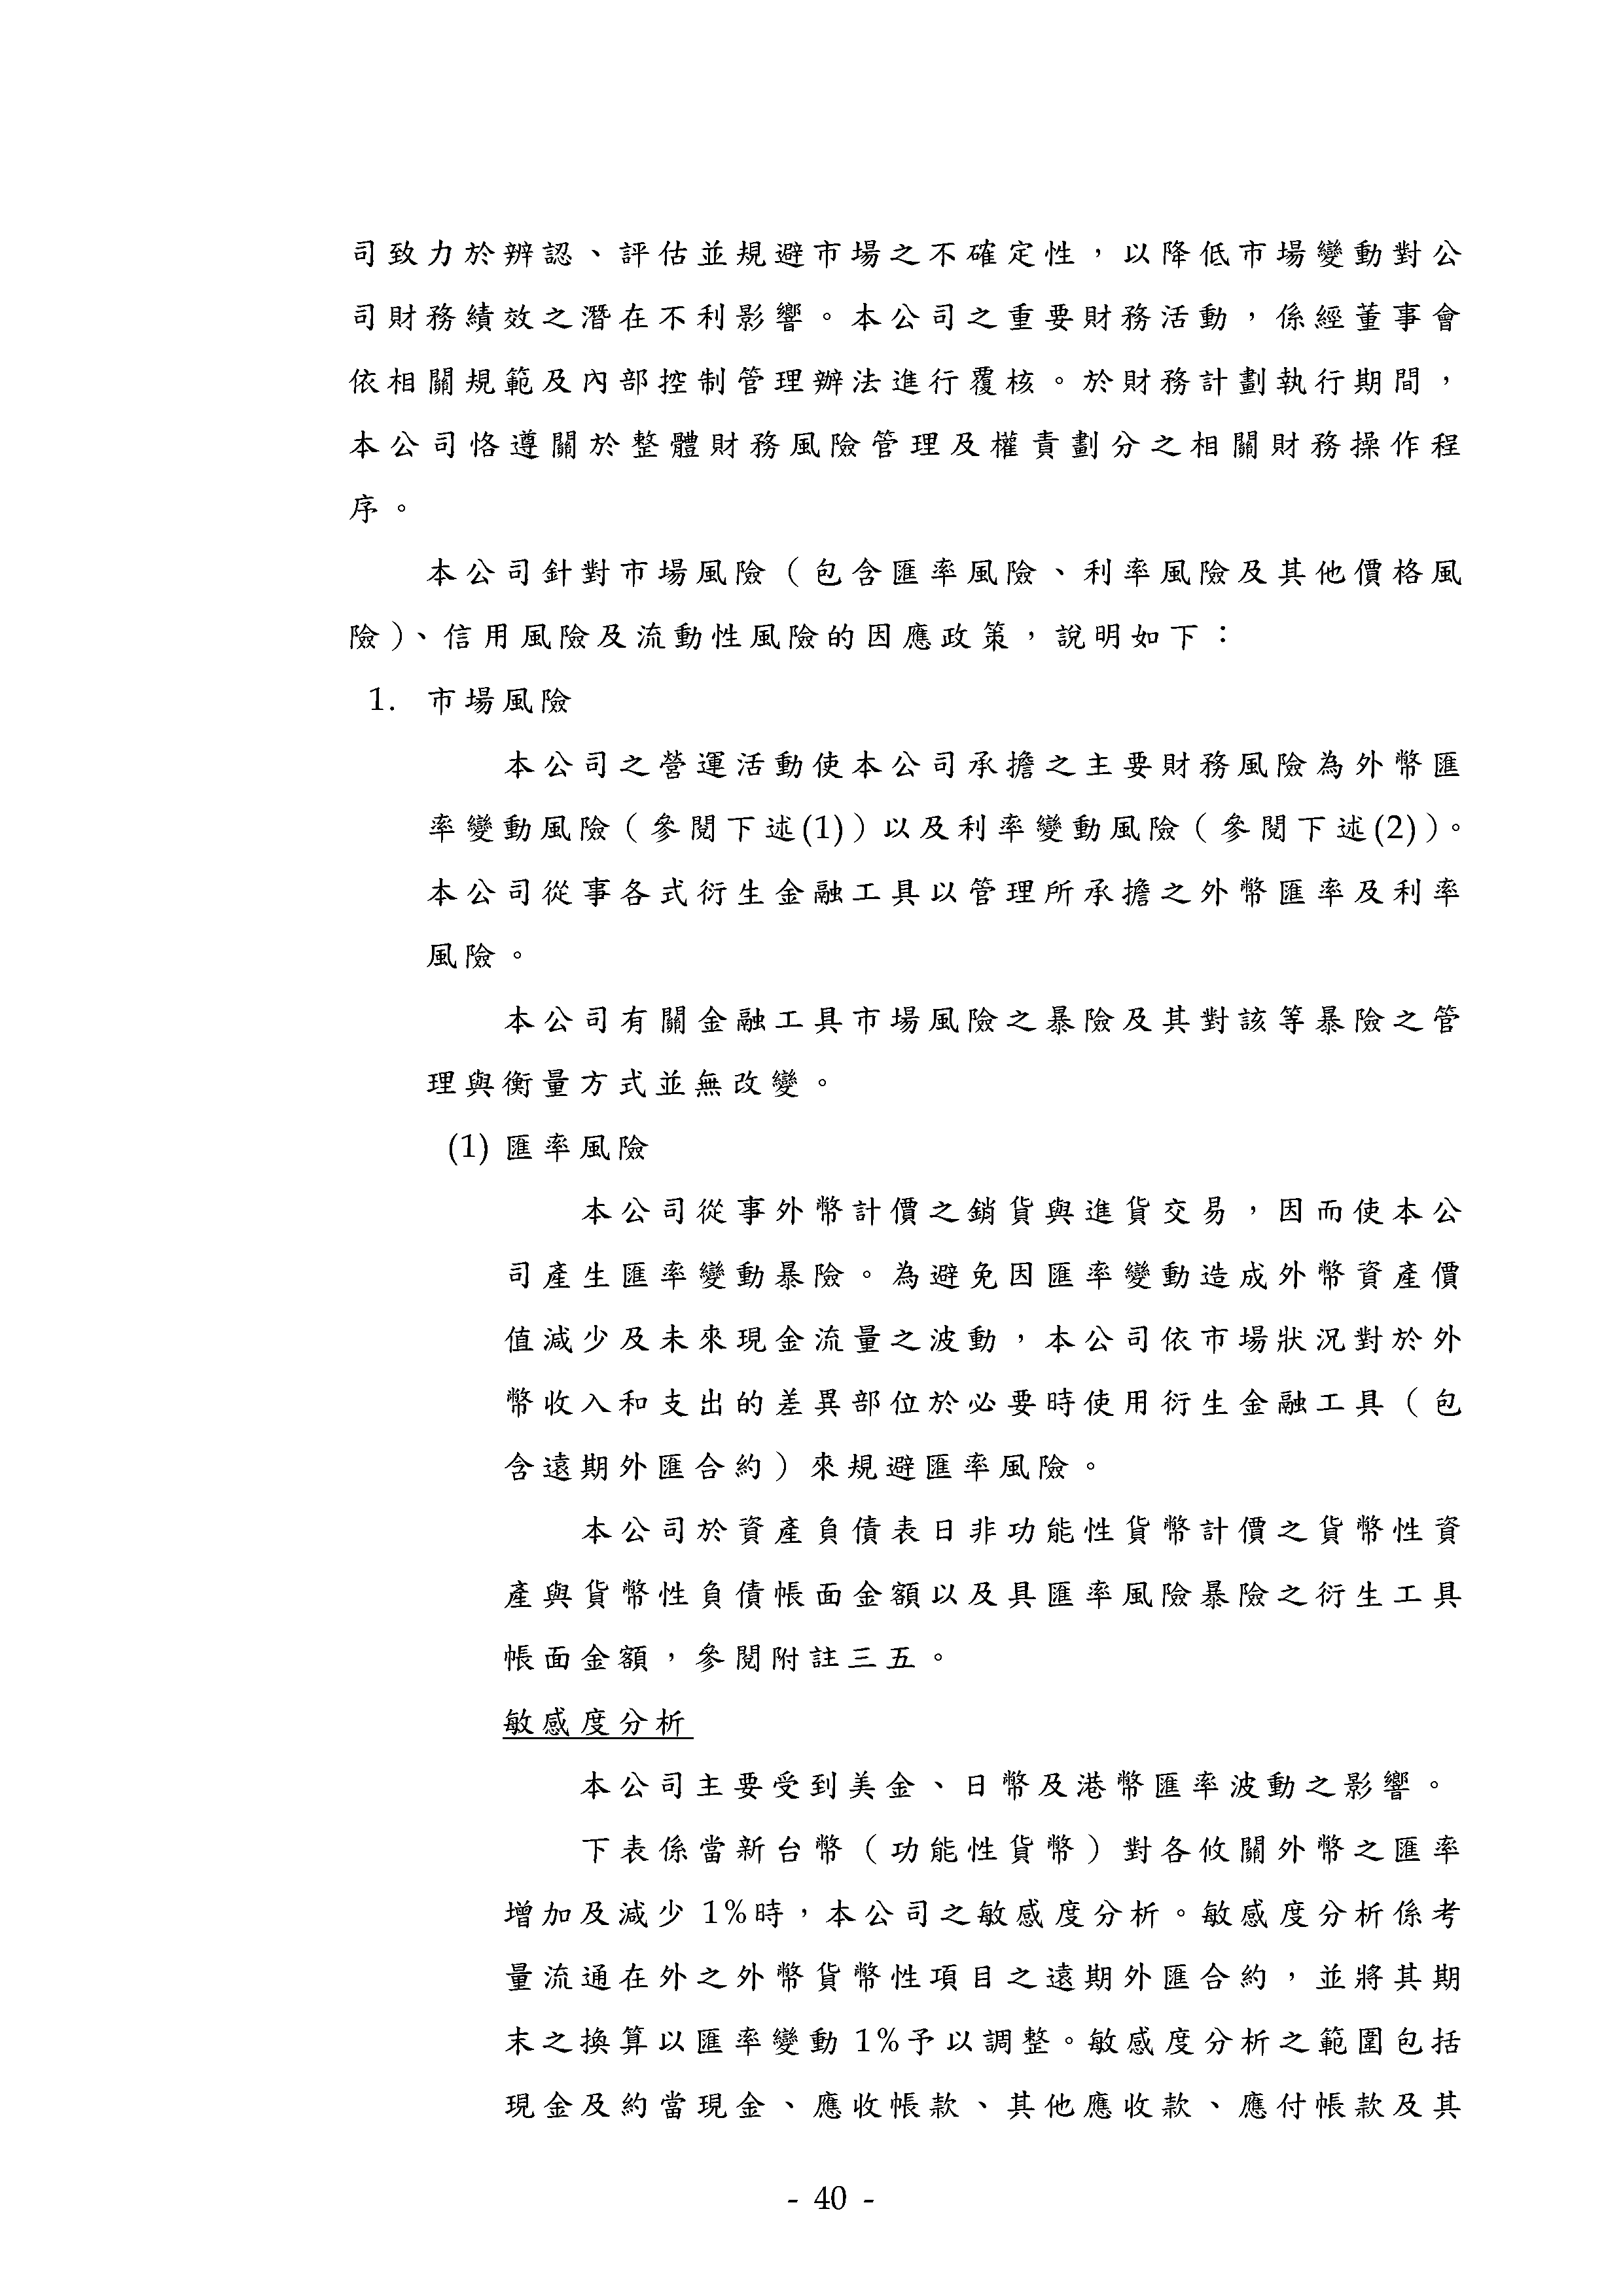 司致力於辨認、評估並規避市場之不確定性，以降低市場變動對公
司財務績效之潛在不利影響。本公司之重要財務活動，係經董事會
依相關規範及內部控制管理辦法進行覆核。於財務計劃執行期間，
本公司恪遵關於整體財務風險管理及權責劃分之相關財務操作程
序。
本公司針對市場風險（包含匯率風險、利率風險及其他價格風
險）、信用風險及流動性風險的因應政策，說明如下：
1. 市場風險
本公司之營運活動使本公司承擔之主要財務風險為外幣匯
率變動風險（參閱下述(1)）以及利率變動風險（參閱下述(2)）。
本公司從事各式衍生金融工具以管理所承擔之外幣匯率及利率
風險。
本公司有關金融工具市場風險之暴險及其對該等暴險之管
理與衡量方式並無改變。
(1) 匯率風險
本公司從事外幣計價之銷貨與進貨交易，因而使本公
司產生匯率變動暴險。為避免因匯率變動造成外幣資產價
值減少及未來現金流量之波動，本公司依市場狀況對於外
幣收入和支出的差異部位於必要時使用衍生金融工具（包
含遠期外匯合約）來規避匯率風險。
本公司於資產負債表日非功能性貨幣計價之貨幣性資
產與貨幣性負債帳面金額以及具匯率風險暴險之衍生工具
帳面金額，參閱附註三五。
敏感度分析
本公司主要受到美金、日幣及港幣匯率波動之影響。
下表係當新台幣（功能性貨幣）對各攸關外幣之匯率
增加及減少 1%時，本公司之敏感度分析。敏感度分析係考
量流通在外之外幣貨幣性項目之遠期外匯合約，並將其期
末之換算以匯率變動 1%予以調整。敏感度分析之範圍包括
現金及約當現金、應收帳款、其他應收款、應付帳款及其
- 40 -